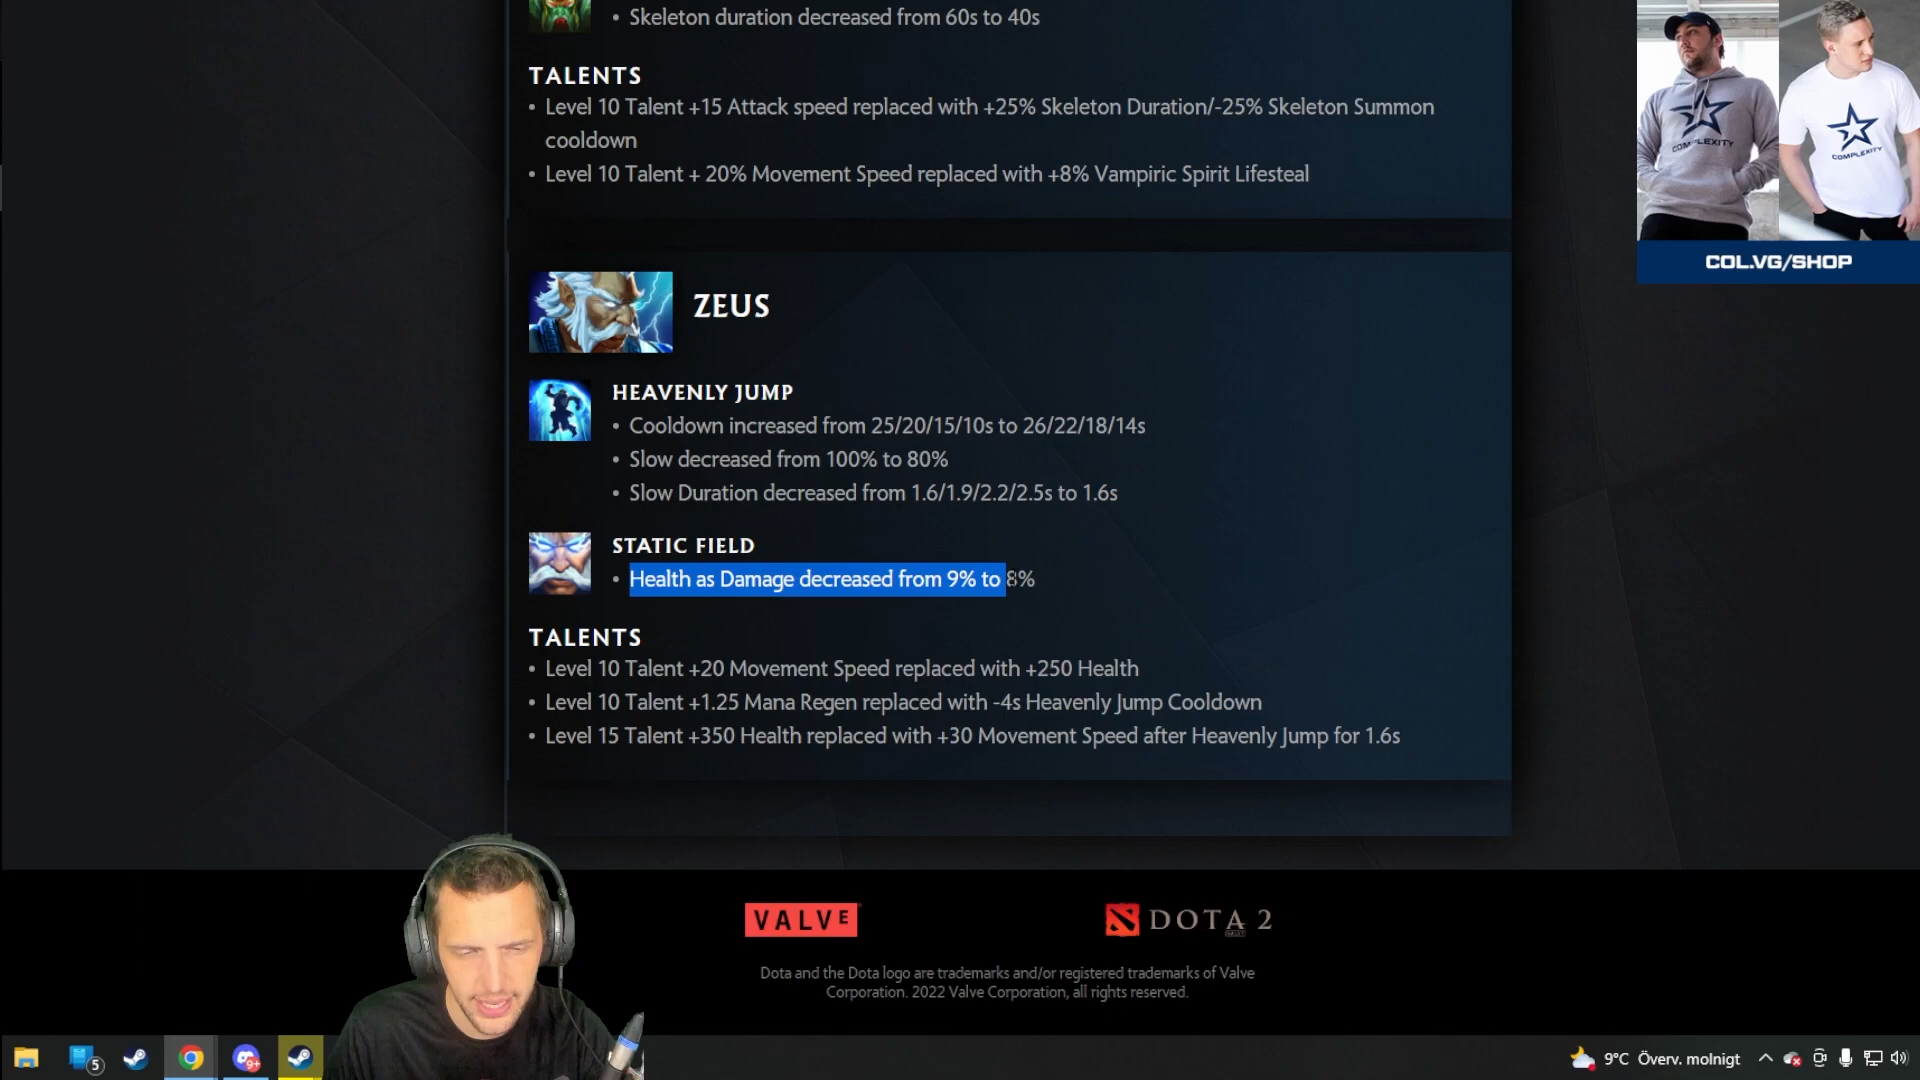 • Skeleton duration decreased from 60s to 40s
TALENTS
• Level 10 Talent +15 Attack speed replaced with +25% Skeleton Duration/-25% Skeleton Summon
cooldown
• Level 10 Talent + 20% Movement Speed replaced with +8% Vampiric Spirit Lifesteal
COMPLEXITY
COMPLEXITY
COL.VG/SHOP
ZEUS
HEAVENLY JUMP
• Cooldown increased from 25/20/15/10s to 26/22/18/14s
• Slow decreased from 100% to 80%
• Slow Duration decreased from 1.6/1.9/2.2/2.5s to 1.6s
STATIC FIELD
• Health as Damage decreased from 9% to 8%
TALENTS
• Level 10 Talent +20 Movement Speed replaced with +250 Health
• Level 10 Talent +1.25 Mana Regen replaced with -4s Heavenly Jump Cooldown
• Level 15 Talent +350 Health replaced with +30 Movement Speed after Heavenly Jump for 1.6s
VALVE
DOTA 2
Dota and the Dota logo are trademarks and/or registered trademarks of Valve
Corporation. 2022 Valve Corporation, all rights reserved.
5
9+
9°C Överv. molnigt